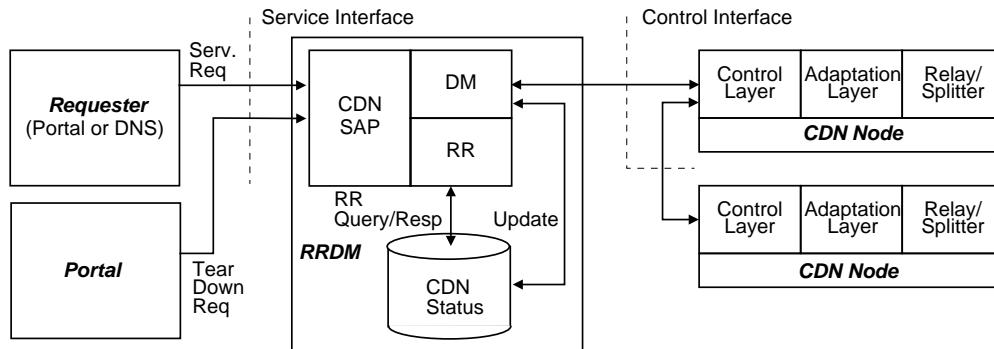 Service Interface
Control Interface
Serv.
Req
Requester
(Portal or DNS)
CDN
SAP
DM
RR
Control
Layer
Adaptation
Layer
Relay/
Splitter
CDN Node
RR
Query/Resp
Update
RRDM
CDN
Status
Portal
Tear
Down
Req
Control
Layer
Adaptation
Layer
Relay/
Splitter
CDN Node